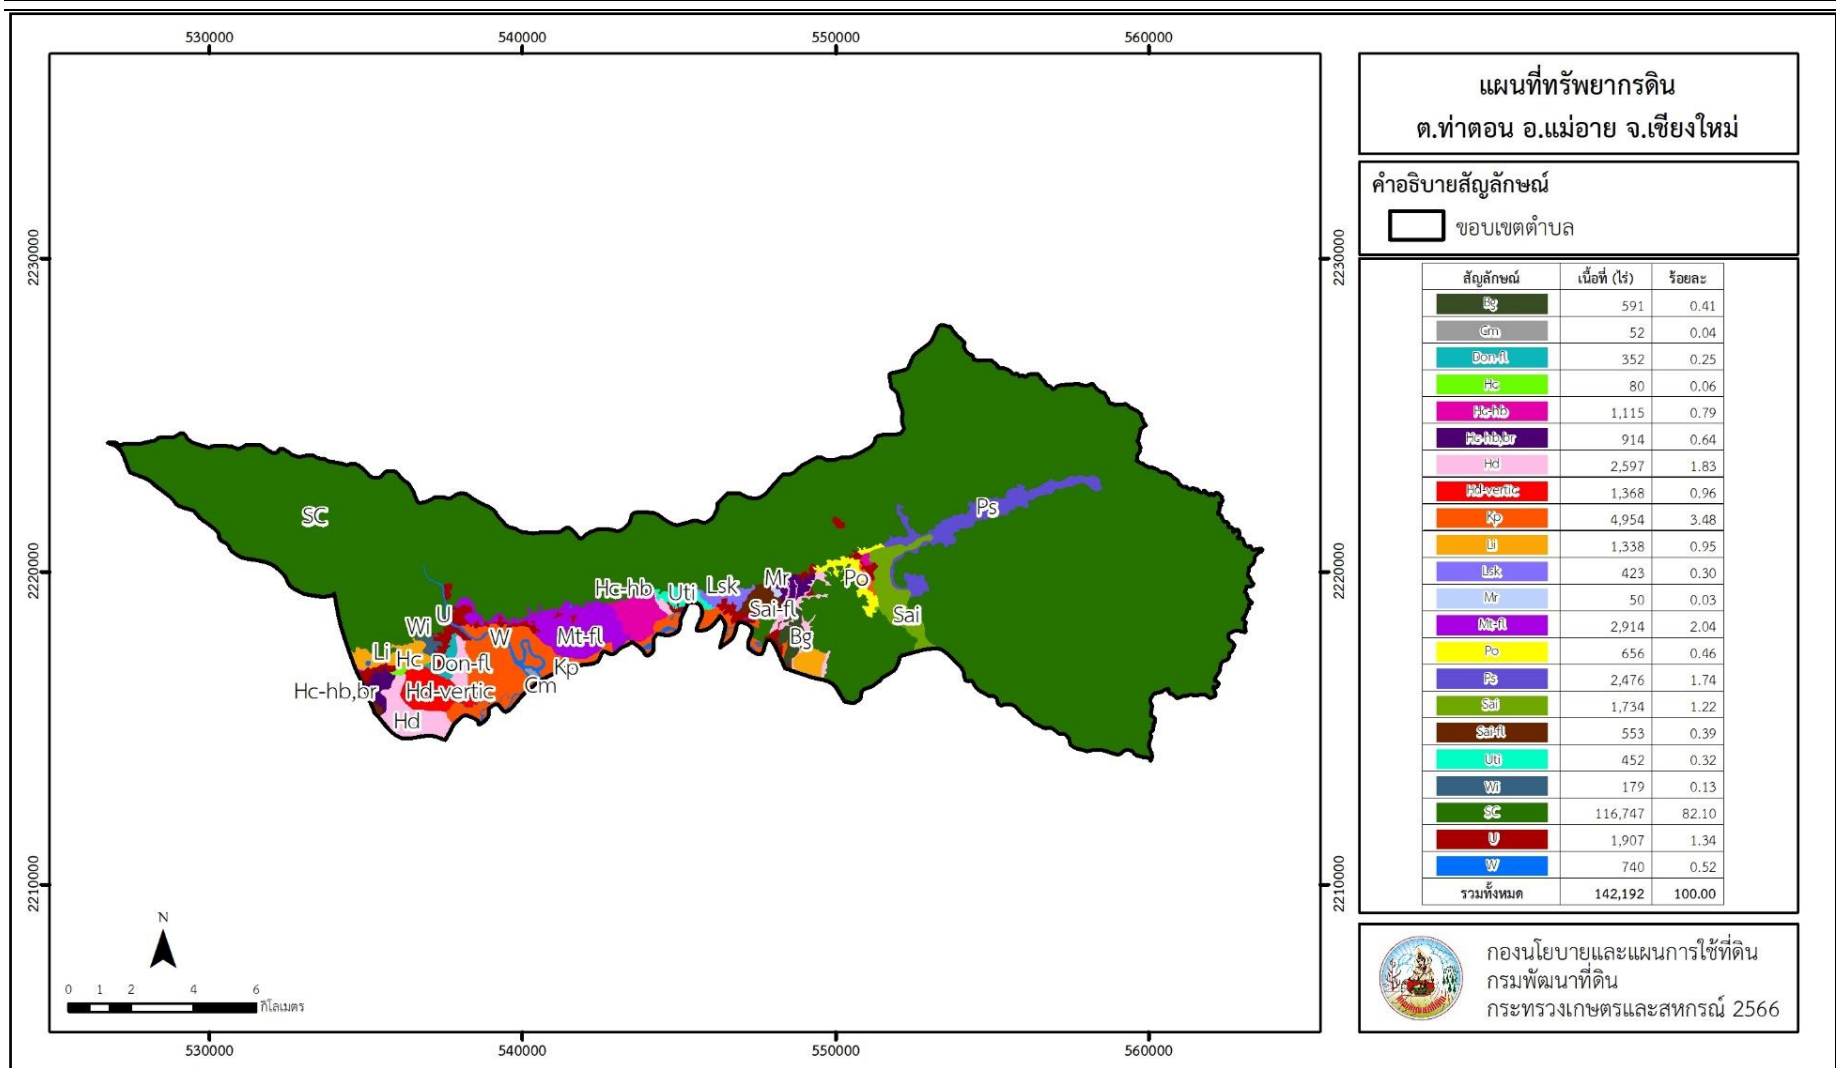 530000 540000 550000 560000
2230000
2220000
2210000
2230000
2220000
2210000
SC
Ps
Hc-hb
Uti
Lsk
Mr
Po
Sai-fl
Sai
U
Wi
W
Mt-fl
Bg
Li
Hc
Don-fl
Kp
Cm
Hc-hb,br
Hd-vertic
Hd
N
0 1 2 4 6
กิโลเมตร
530000 540000 550000 560000
แผนที่ทรัพยากรดิน
ต.ท่าตอน อ.แม่อาย จ.เชียงใหม่
คำอธิบายสัญลักษณ์
ขอบเขตตำบล
สัญลักษณ์ เนื้อที่ (ไร่) ร้อยละ
Bg 591 0.41
Cm 52 0.04
Don-fl 352 0.25
Hc 80 0.06
Hc-hb 1,115 0.79
Hc-hb,br 914 0.64
Hd 2,597 1.83
Hd-vertic 1,368 0.96
Kp 4,954 3.48
Li 1,338 0.95
Lsk 423 0.30
Mr 50 0.03
Mt-fl 2,914 2.04
Po 656 0.46
Ps 2,476 1.74
Sai 1,734 1.22
Sai-fl 553 0.39
Uti 452 0.32
Wi 179 0.13
SC 116,747 82.10
U 1,907 1.34
W 740 0.52
รวมทั้งหมด 142,192 100.00
กองนโยบายและแผนการใช้ที่ดิน
กรมพัฒนาที่ดิน
กระทรวงเกษตรและสหกรณ์ 2566